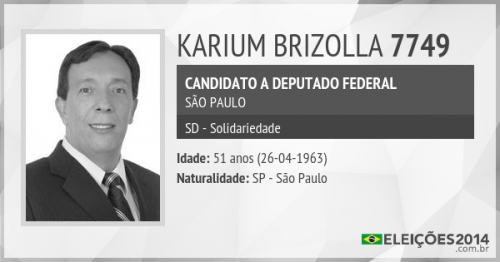 KARIUM BRIZOLLA 7749
CANDIDATO A DEPUTADO FEDERAL
SÃO PAULO
SD - Solidariedade
Idade: 51 anos (26-04-1963)
Naturalidade: SP - São Paulo
ELEIÇÕES2014
.com.br